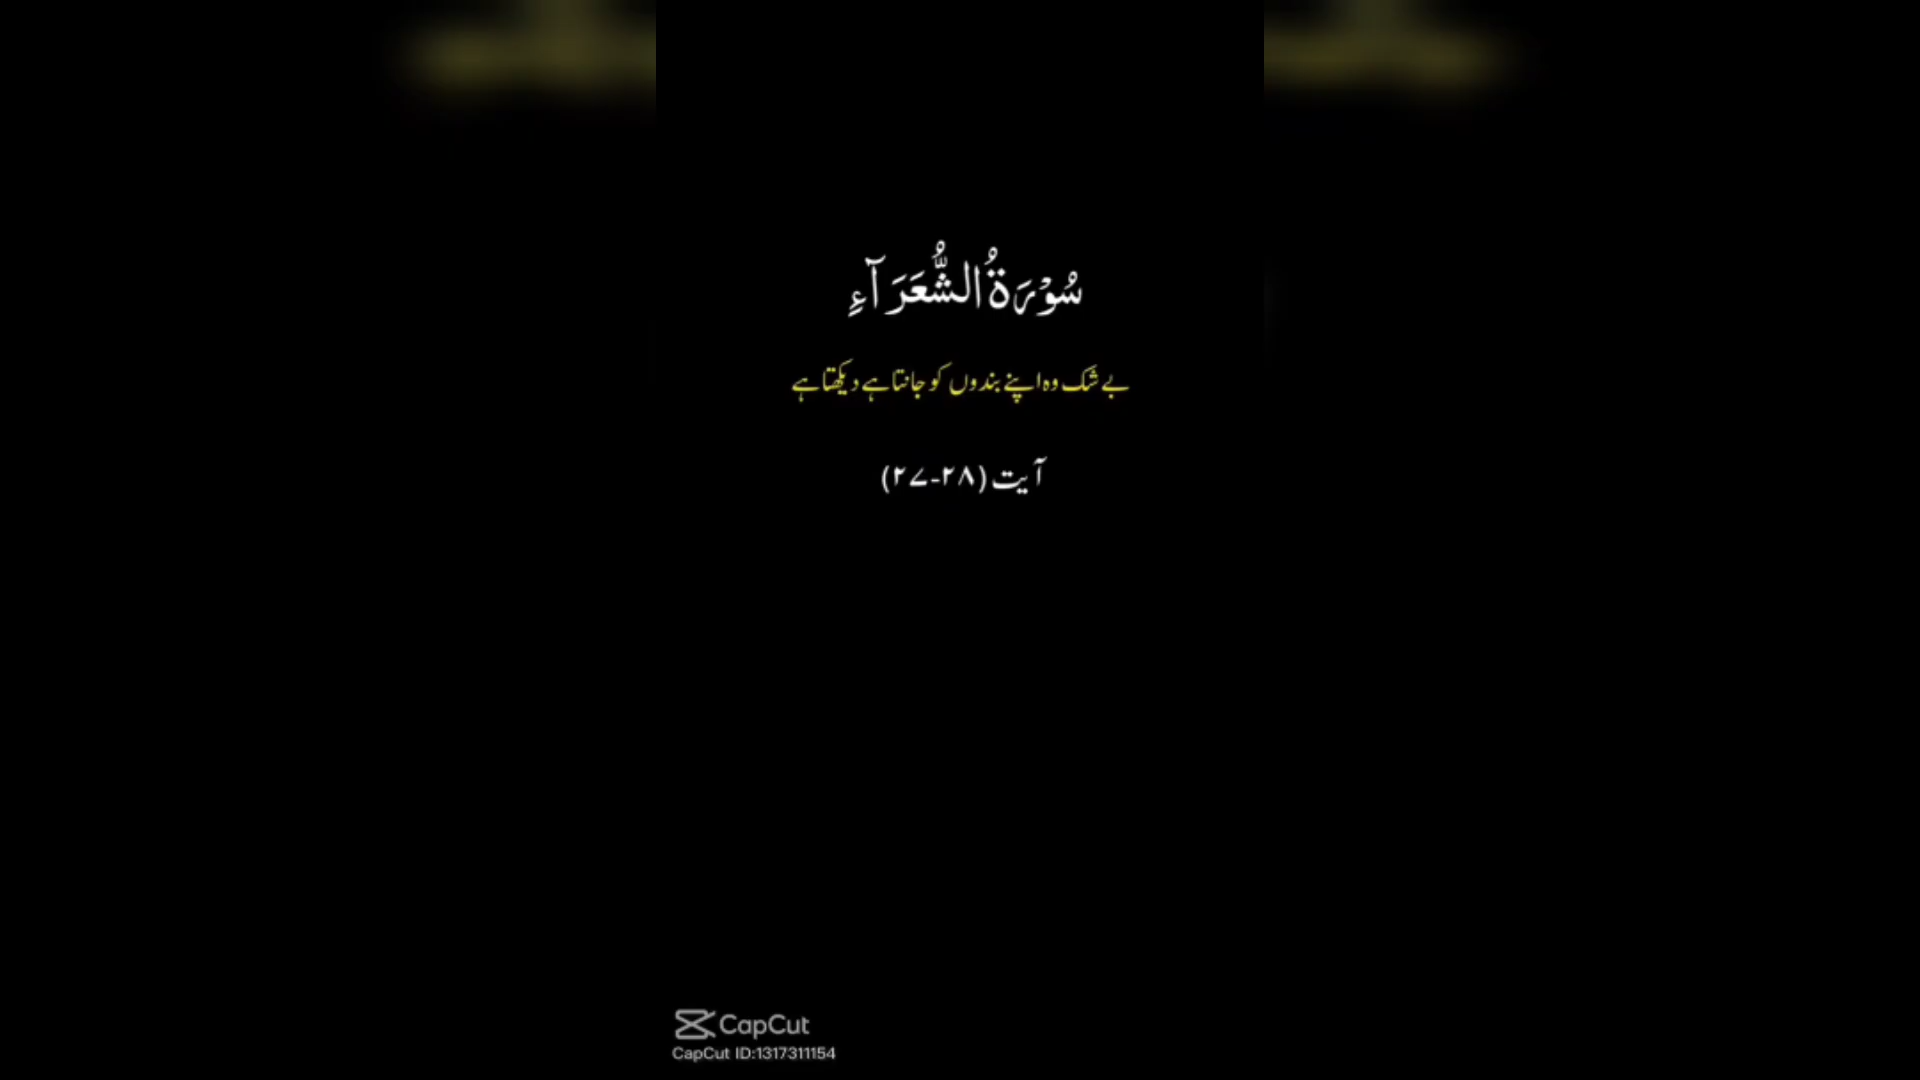 سُوْرَةُ الشُّعَرَآءِ
بے شک وہ اپنے بندوں کو جانتا ہے دیکھتا ہے
آیت (۲۸-۲۷)
CapCut
CapCut ID:1317311154